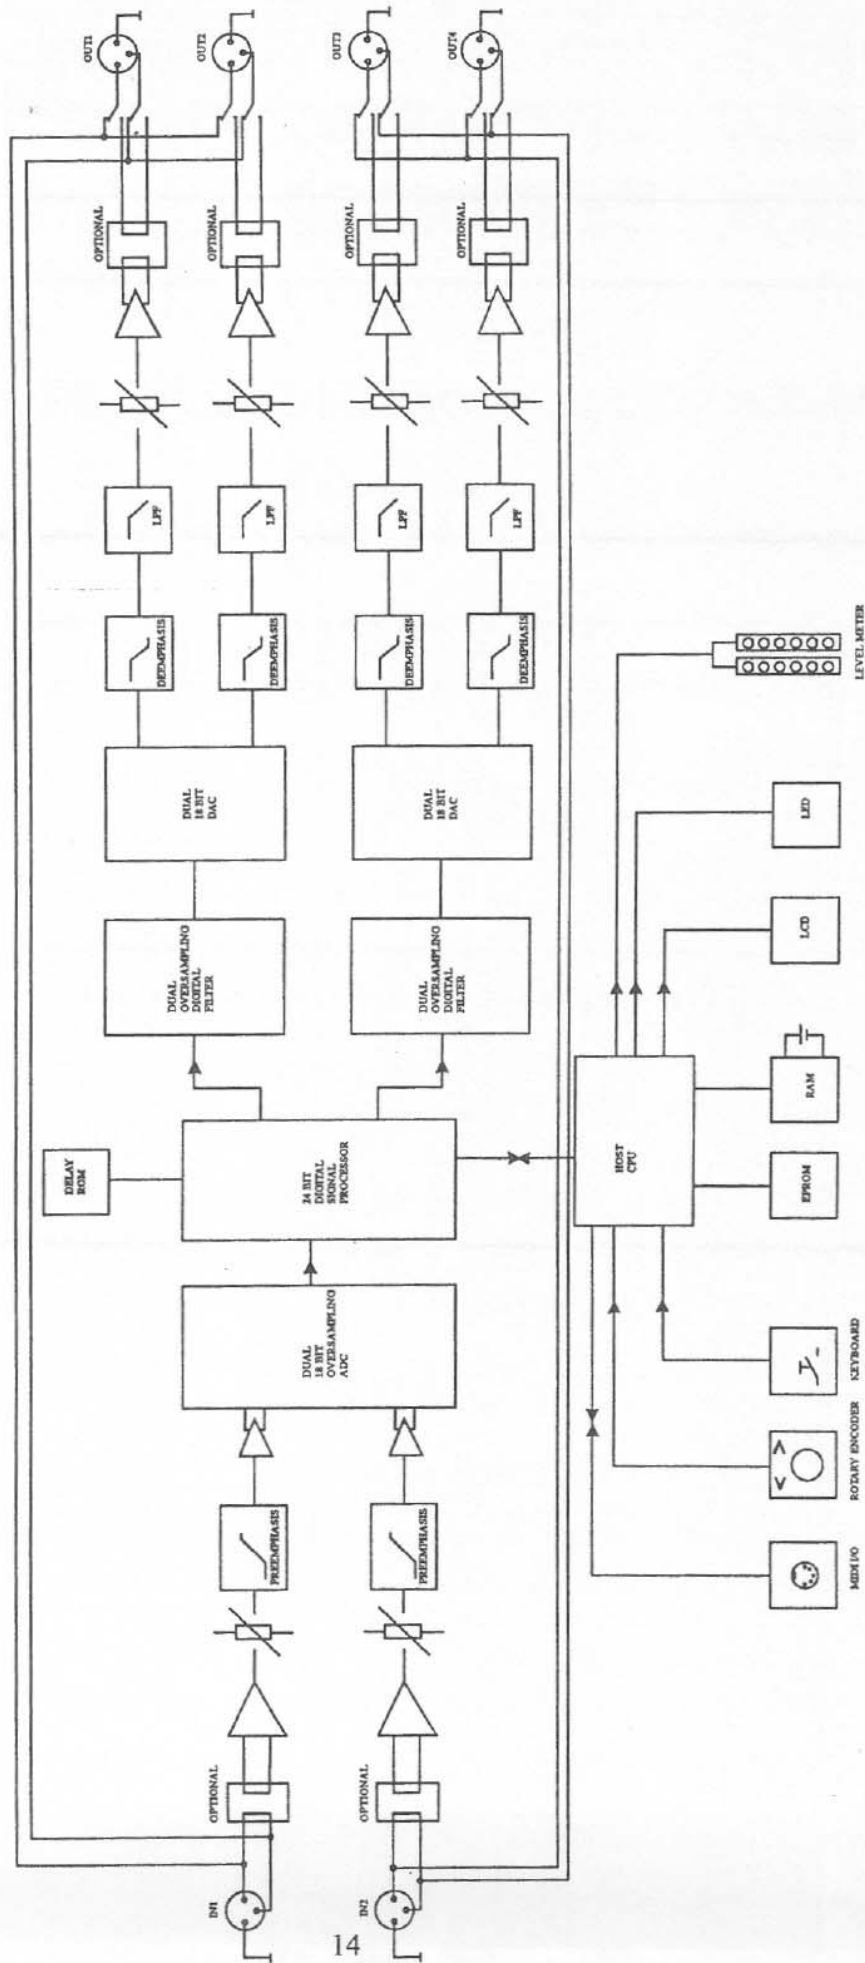 IN1
IN2
OPTIONAL
OPTIONAL
PREEMPHASIS
PREEMPHASIS
DUAL
18 BIT
OVERSAMPLING
ADC
DELAY
ROM
24 BIT
DIGITAL
SIGNAL
PROCESSOR
DUAL
OVERSAMPLING
DIGITAL
FILTER
DUAL
OVERSAMPLING
DIGITAL
FILTER
DUAL
18 BIT
DAC
DUAL
18 BIT
DAC
DEEMPHASIS
DEEMPHASIS
DEEMPHASIS
DEEMPHASIS
LPF
LPF
LPF
LPF
OPTIONAL
OPTIONAL
OPTIONAL
OPTIONAL
OUT1
OUT2
OUT3
OUT4
HOST
CPU
MIDI I/O
ROTARY ENCODER
KEYBOARD
EPROM
RAM
LCD
LED
LEVEL METER
14